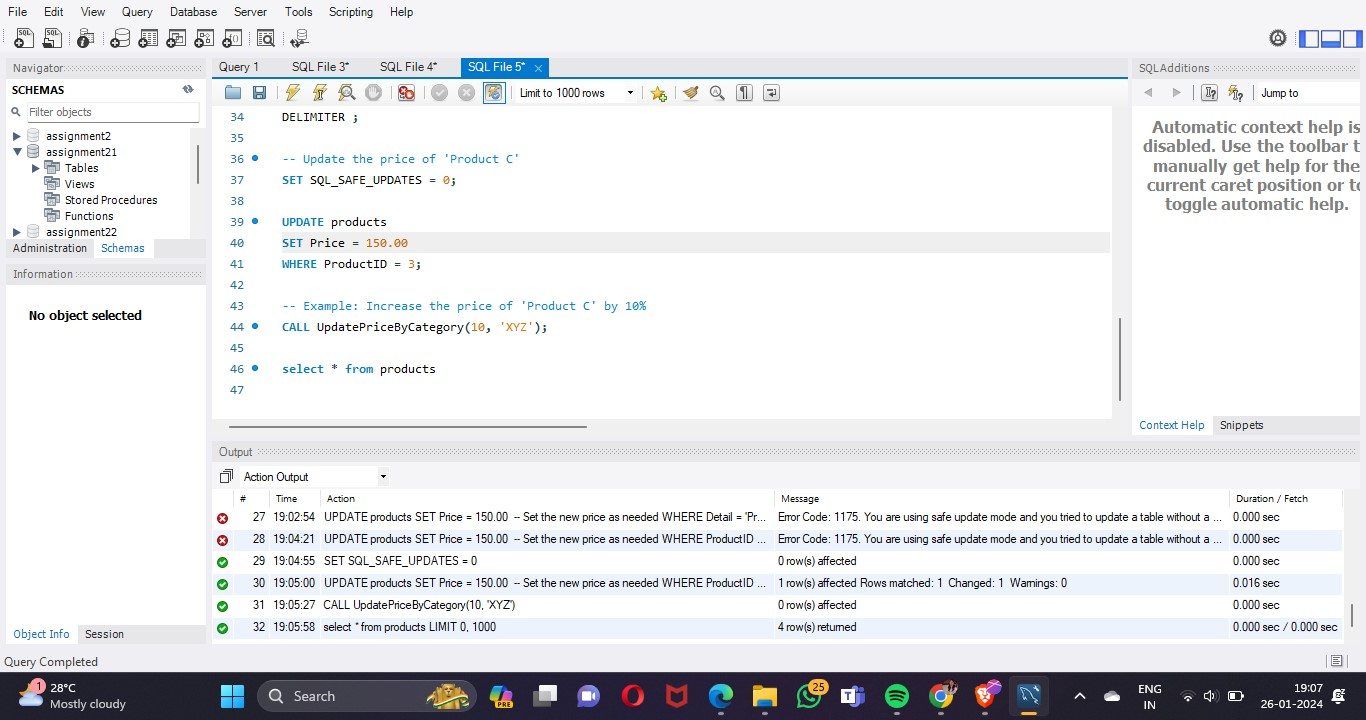 File Edit View Query Database Server Tools Scripting Help
Navigator
SCHEMAS
Filter objects
assignment2
assignment21
Tables
Views
Stored Procedures
Functions
assignment22
Administration Schemas
Information
No object selected
Object Info Session
Query Completed
Query 1 SQL File 3* SQL File 4* SQL File 5*
Limit to 1000 rows
34 DELIMITER ;
35
36 -- Update the price of 'Product C'
37 SET SQL_SAFE_UPDATES = 0;
38
39 UPDATE products
40 SET Price = 150.00
41 WHERE ProductID = 3;
42
43 -- Example: Increase the price of 'Product C' by 10%
44 CALL UpdatePriceByCategory(10, 'XYZ');
45
46 select * from products
47
SQLAdditions
Jump to
Automatic context help is
disabled. Use the toolbar t
manually get help for the
current caret position or to
toggle automatic help.
Context Help Snippets
Output
Action Output
# Time Action Message Duration / Fetch
27 19:02:54 UPDATE products SET Price = 150.00 -- Set the new price as needed WHERE Detail = 'Pr... Error Code: 1175. You are using safe update mode and you tried to update a table without a ... 0.000 sec
28 19:04:21 UPDATE products SET Price = 150.00 -- Set the new price as needed WHERE ProductID ... Error Code: 1175. You are using safe update mode and you tried to update a table without a ... 0.000 sec
29 19:04:55 SET SQL_SAFE_UPDATES = 0 0 row(s) affected 0.000 sec
30 19:05:00 UPDATE products SET Price = 150.00 -- Set the new price as needed WHERE ProductID ... 1 row(s) affected Rows matched: 1 Changed: 1 Warnings: 0 0.016 sec
31 19:05:27 CALL UpdatePriceByCategory(10, 'XYZ') 0 row(s) affected 0.000 sec
32 19:05:58 select * from products LIMIT 0, 1000 4 row(s) returned 0.000 sec / 0.000 sec
1
28°C
Mostly cloudy
Search
PRE
25
ENG
IN
19:07
26-01-2024